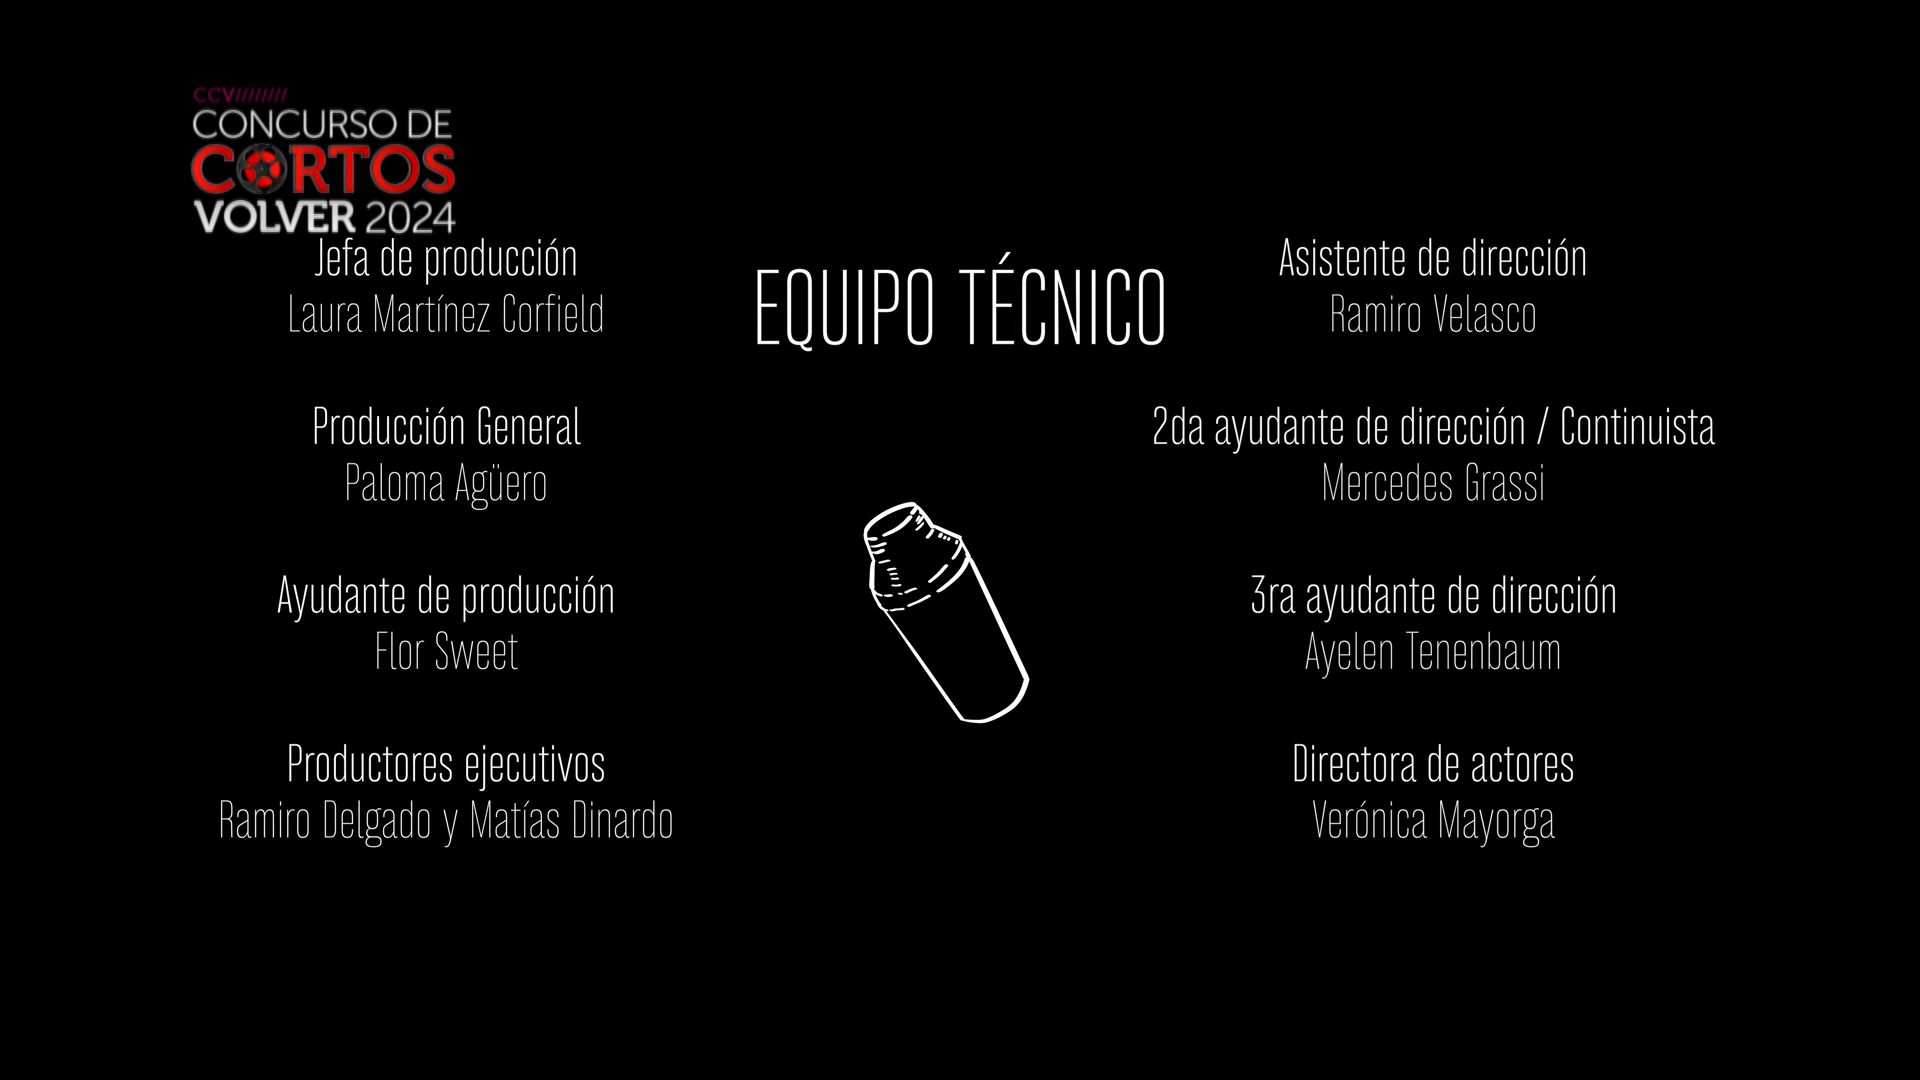 CCV////////
CONCURSO DE
CORTOS
VOLVER 2024
Jefa de producción
Laura Martínez Corfield
Producción General
Paloma Agüero
Ayudante de producción
Flor Sweet
Productores ejecutivos
Ramiro Delgado y Matías Dinardo
EQUIPO TÉCNICO
Asistente de dirección
Ramiro Velasco
2da ayudante de dirección / Continuista
Mercedes Grassi
3ra ayudante de dirección
Ayelen Tenenbaum
Directora de actores
Verónica Mayorga